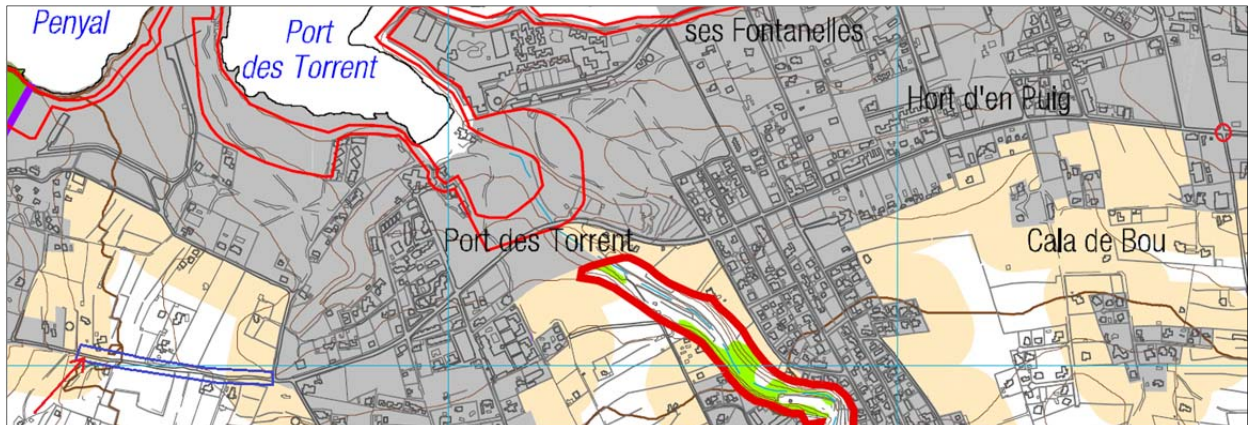 Penyal
Port
des Torrent
ses Fontanelles
Hort d'en Puig
Port des Torrent
Cala de Bou